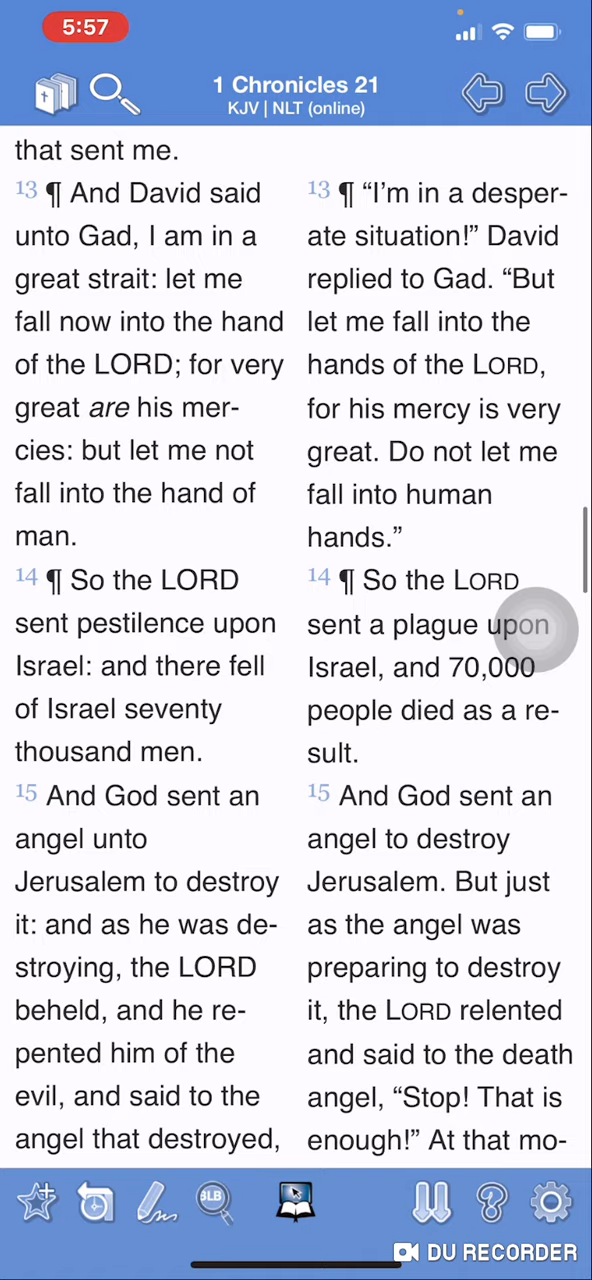 5:57
1 Chronicles 21
KJV | NLT (online)
that sent me.
13 ¶ And David said
unto Gad, I am in a
great strait: let me
fall now into the hand
of the LORD; for very
great are his mer-
cies: but let me not
fall into the hand of
man.
14 ¶ So the LORD
sent pestilence upon
Israel: and there fell
of Israel seventy
thousand men.
15 And God sent an
angel unto
Jerusalem to destroy
it: and as he was de-
stroying, the LORD
beheld, and he re-
pented him of the
evil, and said to the
angel that destroyed,
13 ¶ “I’m in a desper-
ate situation!” David
replied to Gad. “But
let me fall into the
hands of the LORD,
for his mercy is very
great. Do not let me
fall into human
hands.”
14 ¶ So the LORD
sent a plague upon
Israel, and 70,000
people died as a re-
sult.
15 And God sent an
angel to destroy
Jerusalem. But just
as the angel was
preparing to destroy
it, the LORD relented
and said to the death
angel, “Stop! That is
enough!” At that mo-
BLB
DU RECORDER